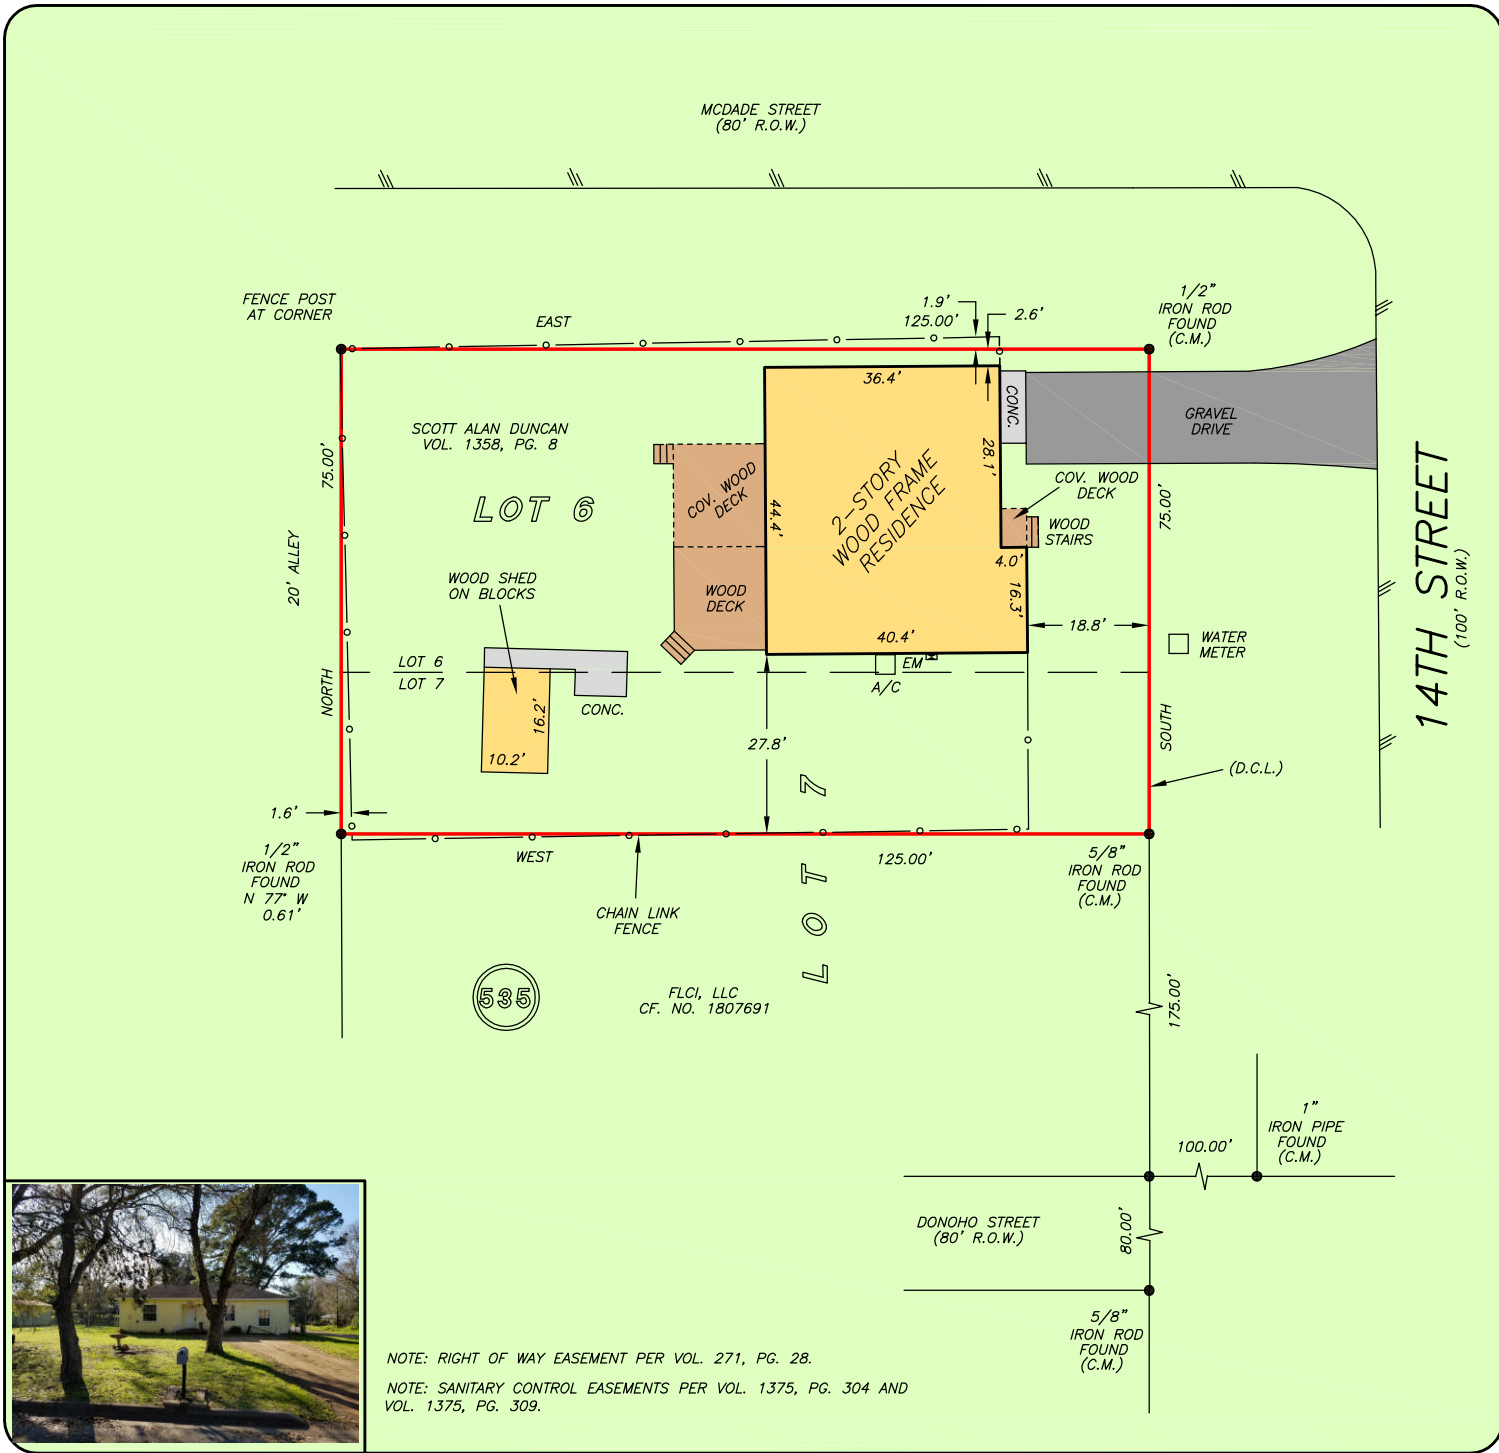 MCDADE STREET
(80' R.O.W.)
FENCE POST
AT CORNER
EAST
1.9'
125.00'
2.6'
1/2"
IRON ROD
FOUND
(C.M.)
36.4'
CONC.
GRAVEL
DRIVE
SCOTT ALAN DUNCAN
VOL. 1358, PG. 8
75.00'
LOT 6
COV. WOOD
DECK
44.4'
2-STORY
WOOD FRAME
RESIDENCE
28.1'
COV. WOOD
DECK
WOOD
STAIRS
75.00'
14TH STREET
(100' R.O.W.)
20' ALLEY
WOOD SHED
ON BLOCKS
WOOD
DECK
4.0'
16.3'
40.4'
18.8'
WATER
METER
LOT 6
LOT 7
EM
A/C
NORTH
CONC.
16.2'
10.2'
27.8'
SOUTH
(D.C.L.)
LOT 7
1.6'
1/2"
IRON ROD
FOUND
N 77° W
0.61'
WEST
125.00'
5/8"
IRON ROD
FOUND
(C.M.)
CHAIN LINK
FENCE
535
FLCI, LLC
CF. NO. 1807691
175.00'
1"
IRON PIPE
FOUND
(C.M.)
100.00'
DONOHO STREET
(80' R.O.W.)
80.00'
5/8"
IRON ROD
FOUND
(C.M.)
NOTE: RIGHT OF WAY EASEMENT PER VOL. 271, PG. 28.
NOTE: SANITARY CONTROL EASEMENTS PER VOL. 1375, PG. 304 AND
VOL. 1375, PG. 309.